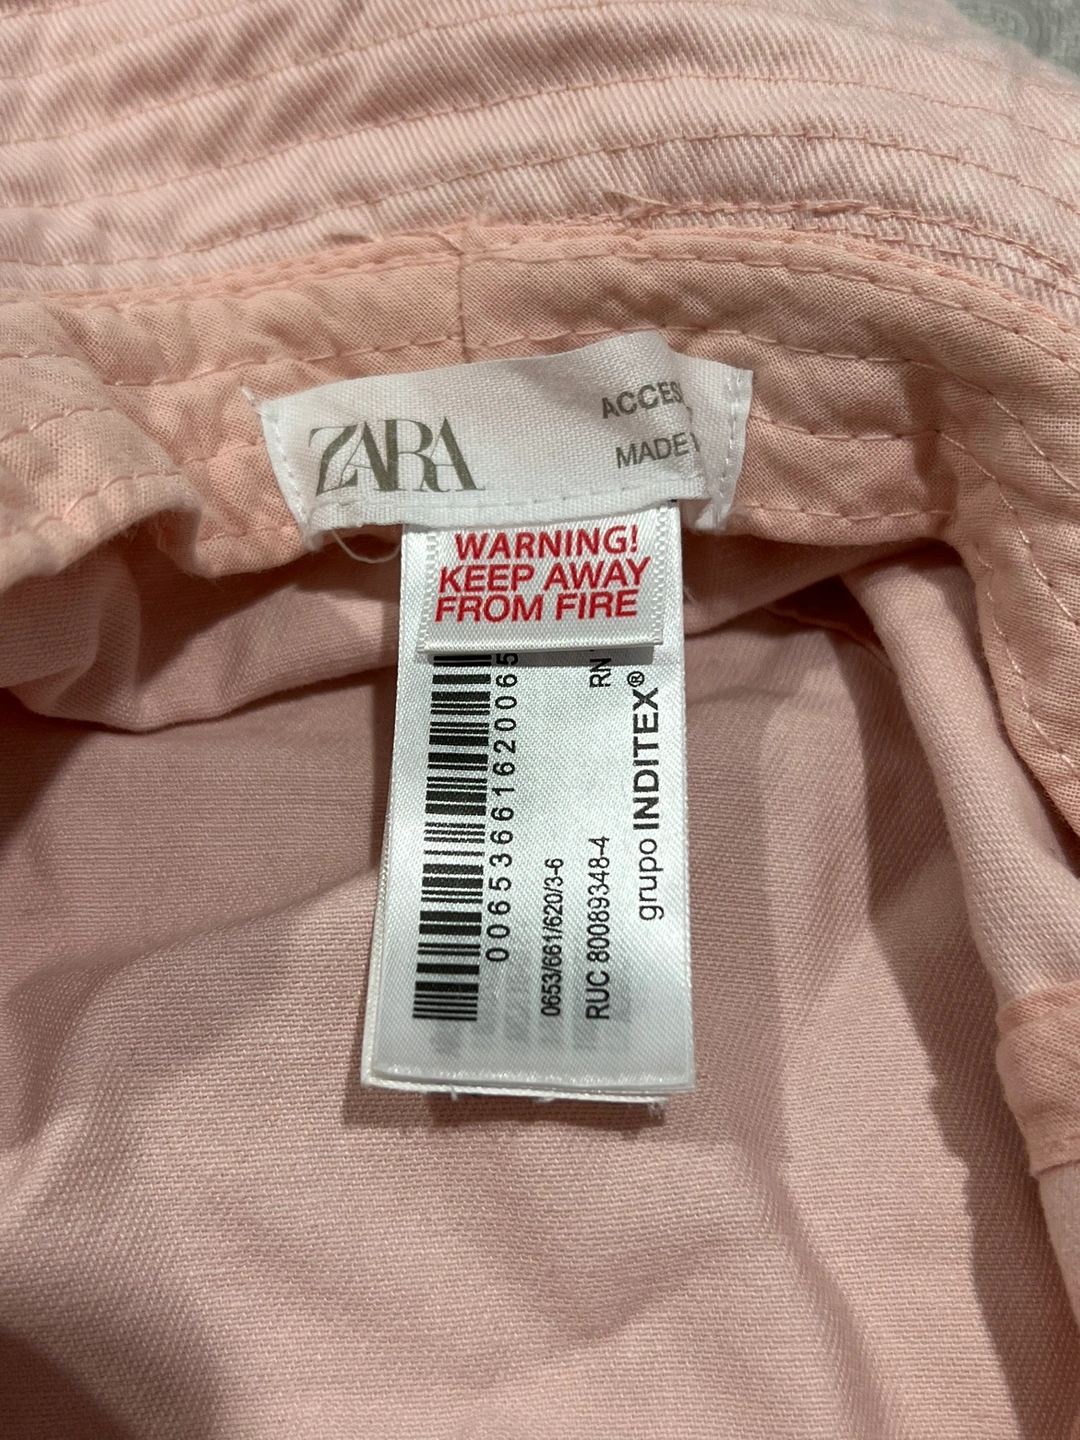 ZARA
MADE
WARNING!
KEEP AWAY
FROM FIRE
00653661620065
0653/661/620/3-6
RUC 80089348-4
RN
grupo INDITEX®